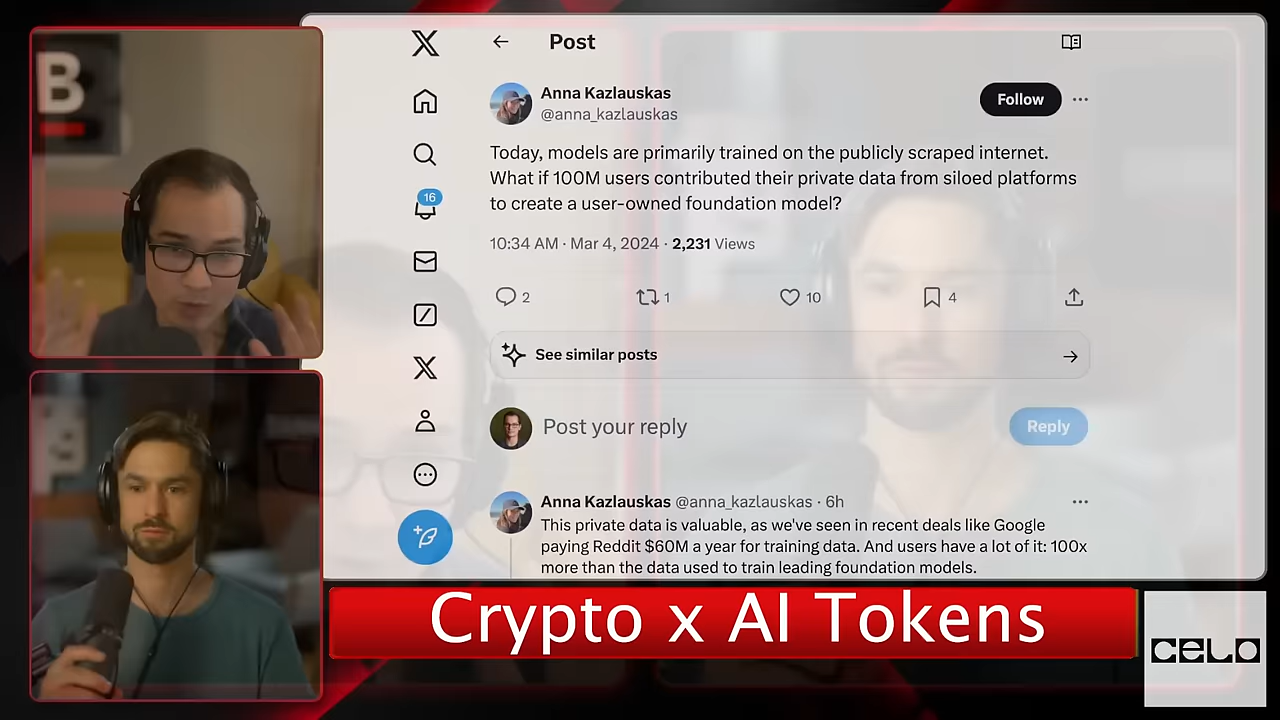 B
Post
Anna Kazlauskas
@anna_kazlauskas
Follow
Today, models are primarily trained on the publicly scraped internet.
What if 100M users contributed their private data from siloed platforms
to create a user-owned foundation model?
16
10:34 AM · Mar 4, 2024 · 2,231 Views
2
1
10
4
See similar posts
Post your reply
Reply
Anna Kazlauskas @anna_kazlauskas · 6h
This private data is valuable, as we've seen in recent deals like Google
paying Reddit $60M a year for training data. And users have a lot of it: 100x
more than the data used to train leading foundation models.
Crypto x AI Tokens
CELO